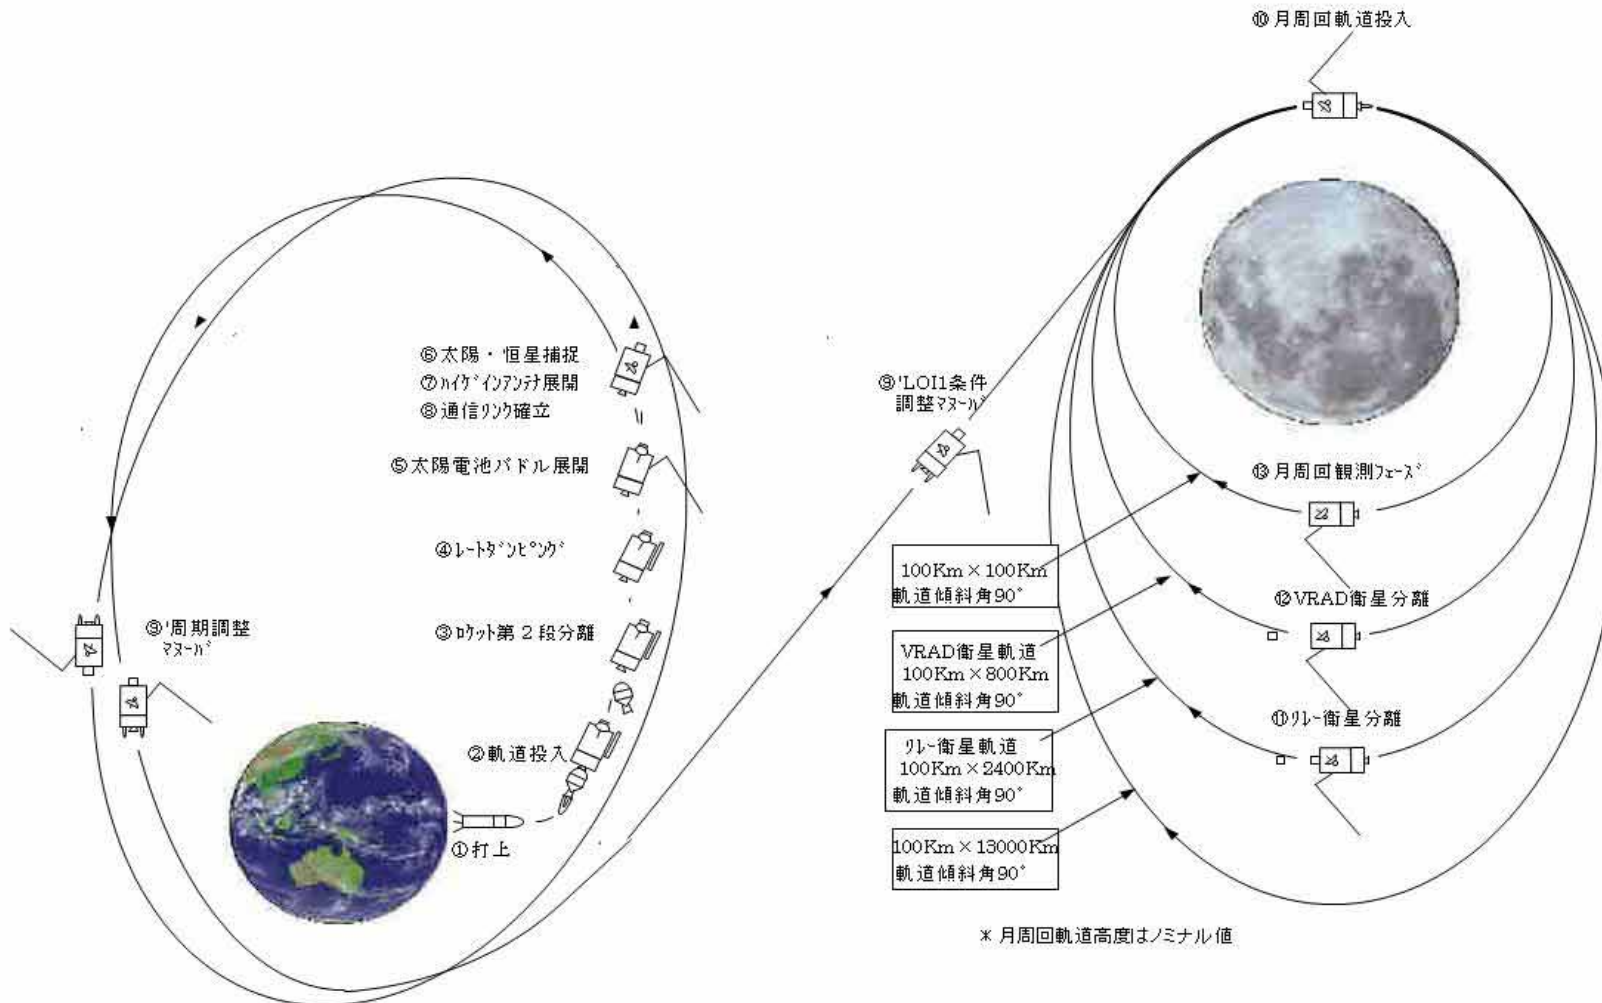 ⑩月周回軌道投入
⑥太陽・恒星捕捉
⑦ハイゲインアンテナ展開
⑧通信リンク確立
⑤太陽電池パドル展開
④レートダンピング
③ロケット第2段分離
②軌道投入
①打上
⑨'周期調整
マヌーバ
⑨'LOI1条件
調整マヌーバ
⑬月周回観測フェーズ
⑫VRAD衛星分離
⑪リレー衛星分離
100Km×100Km
軌道傾斜角90°
VRAD衛星軌道
100Km×800Km
軌道傾斜角90°
リレー衛星軌道
100Km×2400Km
軌道傾斜角90°
100Km×13000Km
軌道傾斜角90°
* 月周回軌道高度はノミナル値